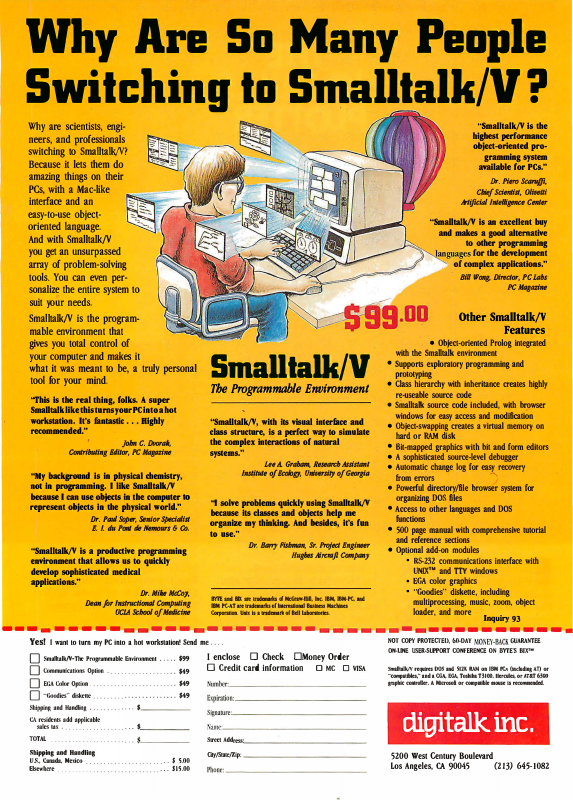 Why Are So Many People
Switching to Smalltalk/V?
Why are scientists, engi-
neers, and professionals
switching to Smalltalk/V?
Because it lets them do
amazing things on their
PCs, with a Mac-like
interface and an
easy-to-use object-
oriented language.
And with Smalltalk/V
you get an unsurpassed
array of problem-solving
tools. You can even per-
sonalize the entire system to
suit your needs.
Smalltalk/V is the program-
mable environment that
gives you total control of
your computer and makes it
what it was meant to be, a truly personal
tool for your mind.
"This is the real thing, folks. A super
Smalltalk like this turns your PC into a hot
workstation. It's fantastic . . . Highly
recommended."
John C. Dvorak,
Contributing Editor, PC Magazine
"My background is in physical chemistry,
not in programming. I like Smalltalk/V
because I can use objects in the computer to
represent objects in the physical world."
Dr. Paul Soper, Senior Specialist
E. I. du Pont de Nemours & Co.
"Smalltalk/V is a productive programming
environment that allows us to quickly
develop sophisticated medical
applications."
Dr. Mike McCoy,
Dean for Instructional Computing
UCLA School of Medicine
$99.00
Smalltalk/V
The Programmable Environment
"Smalltalk/V, with its visual interface and
class structure, is a perfect way to simulate
the complex interactions of natural
systems."
Lee A. Graham, Research Assistant
Institute of Ecology, University of Georgia
"I solve problems quickly using Smalltalk/V
because its classes and objects help me
organize my thinking. And besides, it's fun
to use."
Dr. Barry Fishman, Sr. Project Engineer
Hughes Aircraft Company
BYTE and BIX are trademarks of McGraw-Hill, Inc. IBM, IBM-PC, and
IBM PC-AT are trademarks of International Business Machines
Corporation. Unix is a trademark of Bell Laboratories.
"Smalltalk/V is the
highest performance
object-oriented pro-
gramming system
available for PCs."
Dr. Piero Scaruffi,
Chief Scientist, Olivetti
Artificial Intelligence Center
"Smalltalk/V is an excellent buy
and makes a good alternative
to other programming
languages for the development
of complex applications."
Bill Wong, Director, PC Labs
PC Magazine
Other Smalltalk/V
Features
• Object-oriented Prolog integrated
with the Smalltalk environment
• Supports exploratory programming and
prototyping
• Class hierarchy with inheritance creates highly
re-useable source code
• Smalltalk source code included, with browser
windows for easy access and modification
• Object-swapping creates a virtual memory on
hard or RAM disk
• Bit-mapped graphics with bit and form editors
• A sophisticated source-level debugger
• Automatic change log for easy recovery
from errors
• Powerful directory/file browser system for
organizing DOS files
• Access to other languages and DOS
functions
• 500 page manual with comprehensive tutorial
and reference sections
• Optional add-on modules
• RS-232 communications interface with
UNIX™ and TTY windows
• EGA color graphics
• "Goodies" diskette, including
multiprocessing, music, zoom, object
loader, and more
Inquiry 93
Yes! I want to turn my PC into a hot workstation! Send me . . . .
Smalltalk/V-The Programmable Environment . . . . . $99
Communications Option . . . . . $49
EGA Color Option . . . . . $49
"Goodies" diskette . . . . . $49
Shipping and Handling . . . . . $
CA residents add applicable
sales tax . . . . . $
TOTAL . . . . . $
Shipping and Handling
U.S., Canada, Mexico . . . . . $ 5.00
Elsewhere . . . . . $15.00
I enclose Check Money Order
Credit card information MC VISA
Number:
Expiration:
Signature:
Name:
Street Address:
City/State/Zip:
Phone:
NOT COPY PROTECTED, 60-DAY MONEY-BACK GUARANTEE
ON-LINE USER-SUPPORT CONFERENCE ON BYTE'S BIX™
Smalltalk/V requires DOS and 512K RAM on IBM PCs (including AT) or
"compatibles," and a CGA, EGA, Toshiba T3100, Hercules, or AT&T 6300
graphic controller. A Microsoft or compatible mouse is recommended.
digitalk inc.
5200 West Century Boulevard
Los Angeles, CA 90045 (213) 645-1082